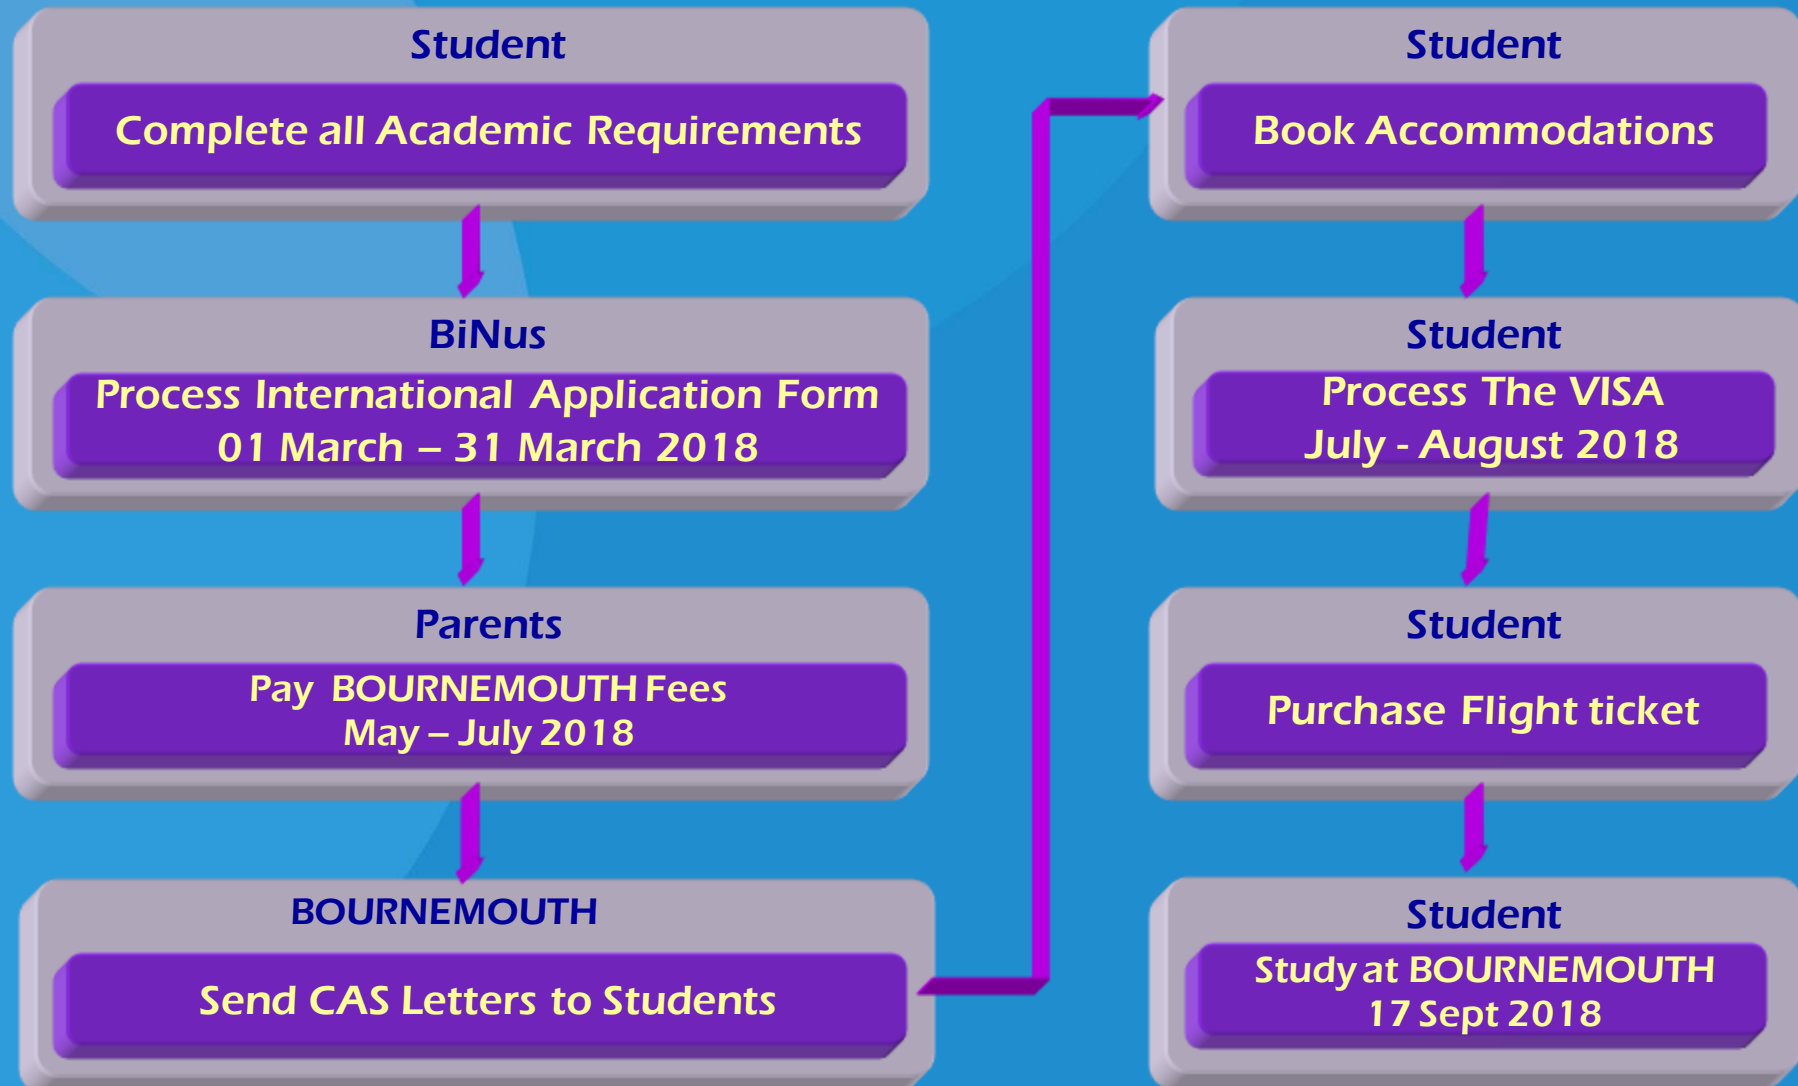 Student
Complete all Academic Requirements
BiNus
Process International Application Form
01 March – 31 March 2018
Parents
Pay BOURNEMOUTH Fees
May – July 2018
BOURNEMOUTH
Send CAS Letters to Students
Student
Book Accommodations
Student
Process The VISA
July - August 2018
Student
Purchase Flight ticket
Student
Study at BOURNEMOUTH
17 Sept 2018